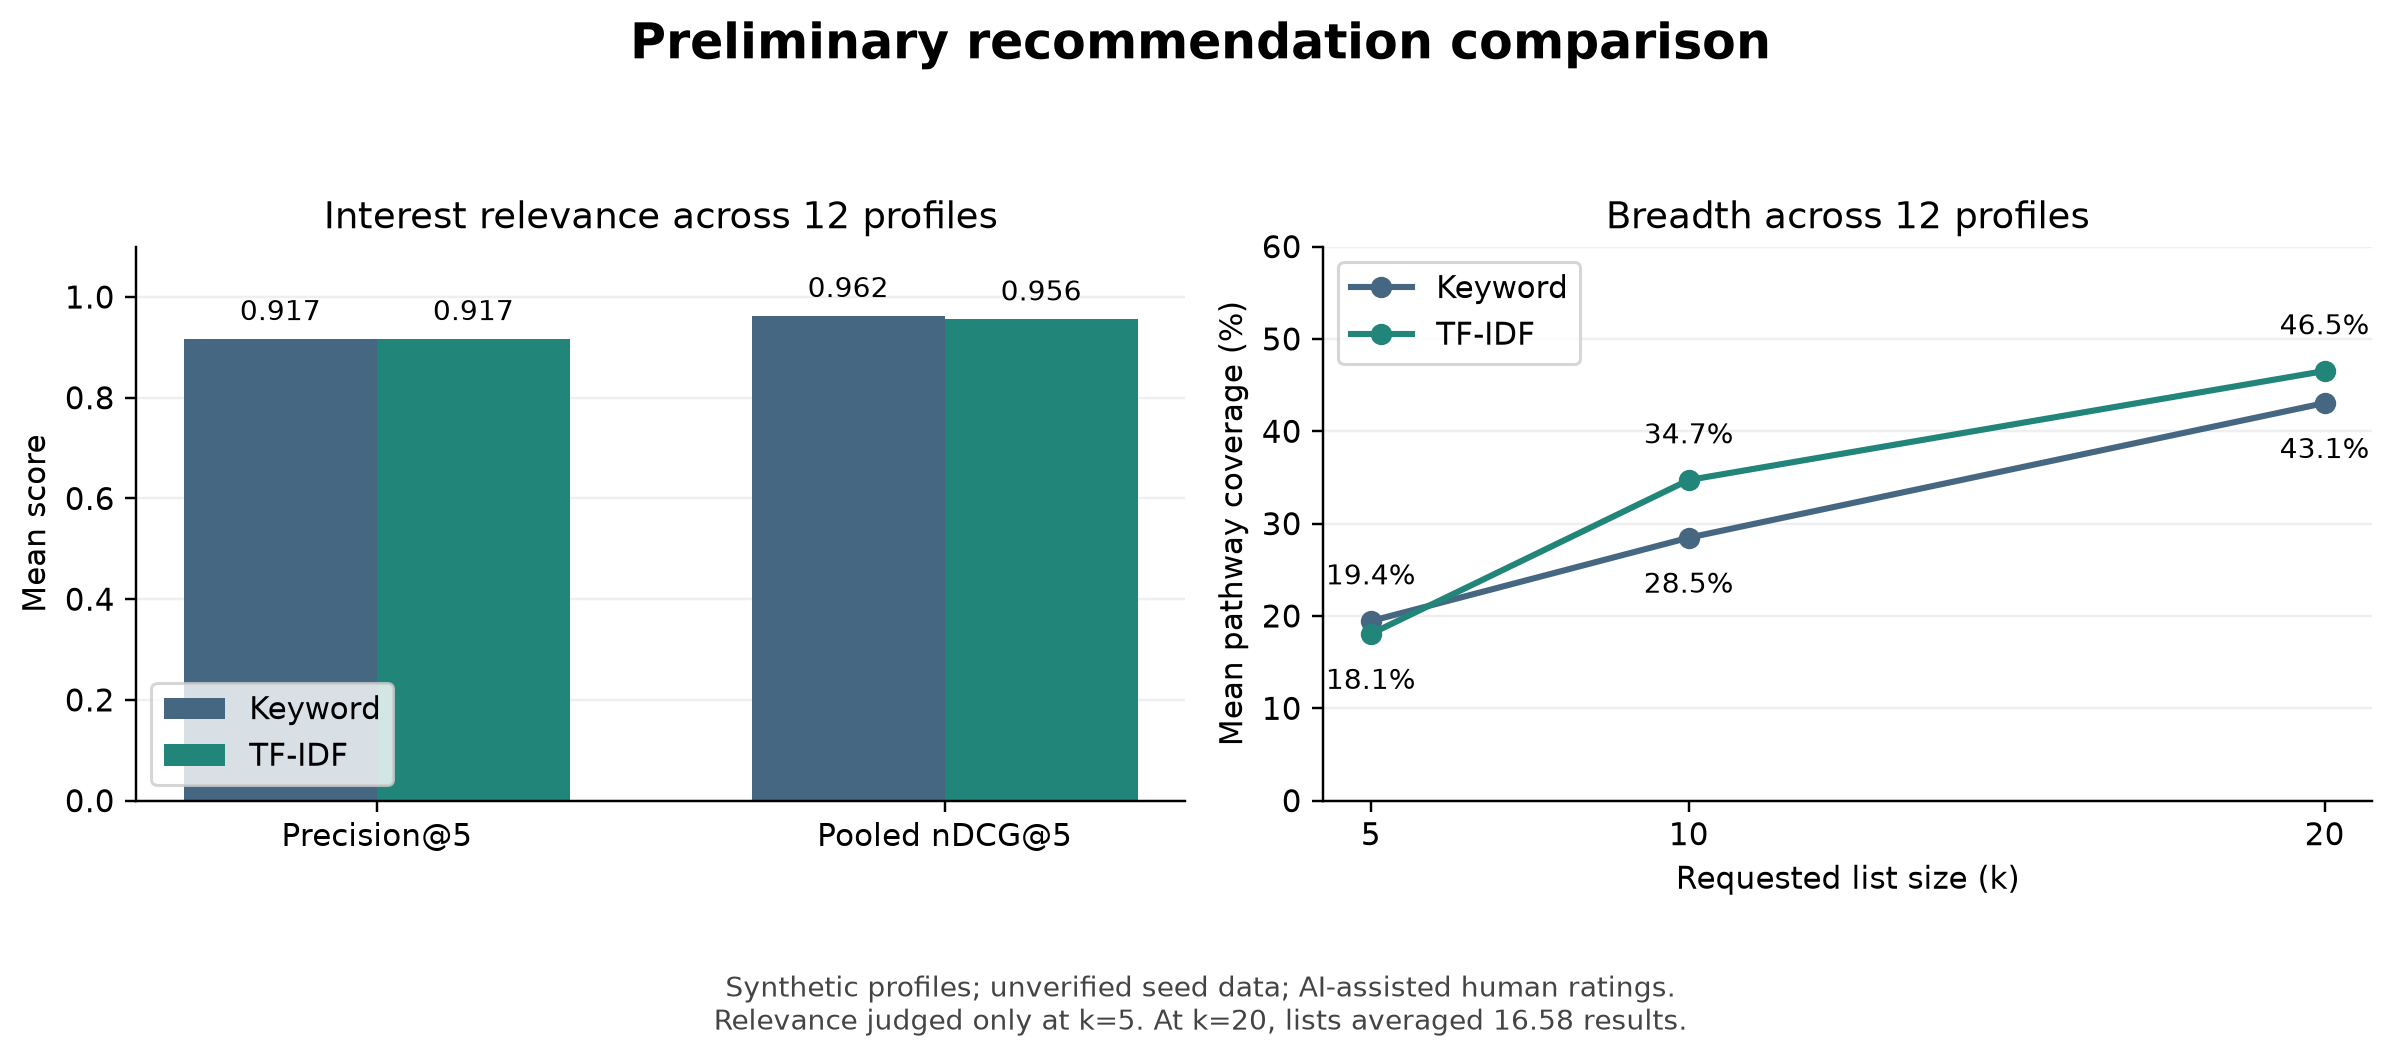 Preliminary recommendation comparison
Interest relevance across 12 profiles
Mean score
1.0
0.8
0.6
0.4
0.2
0.0
0.917
0.917
0.962
0.956
Keyword
TF-IDF
Precision@5
Pooled nDCG@5
Breadth across 12 profiles
Mean pathway coverage (%)
60
50
40
30
20
10
0
Keyword
TF-IDF
19.4%
18.1%
34.7%
28.5%
46.5%
43.1%
5
10
20
Requested list size (k)
Synthetic profiles; unverified seed data; AI-assisted human ratings.
Relevance judged only at k=5. At k=20, lists averaged 16.58 results.